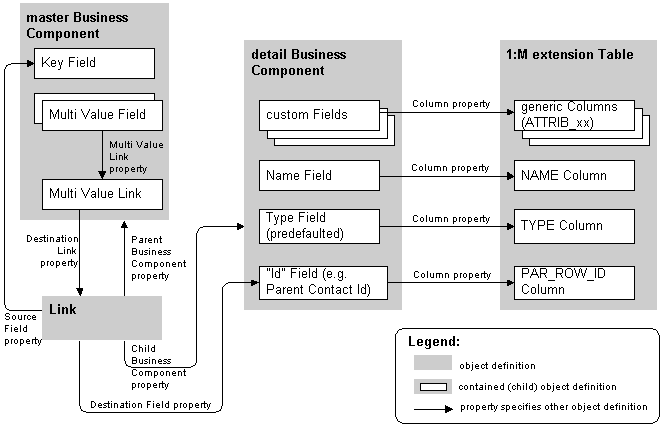 master Business
Component
Key Field
Multi Value Field
Multi Value
Link
property
Multi Value Link
Destination
Link
property
Parent
Business
Component
property
Link
Source
Field
property
Child
Business
Component
property
Destination Field property
detail Business
Component
custom Fields
Name Field
Type Field
(predefaulted)
"Id" Field (e.g.
Parent Contact Id)
Column property
Column property
Column property
Column property
1:M extension Table
generic Columns
(ATTRIB_xx)
NAME Column
TYPE Column
PAR_ROW_ID
Column
Legend:
object definition
contained (child) object definition
property specifies other object definition